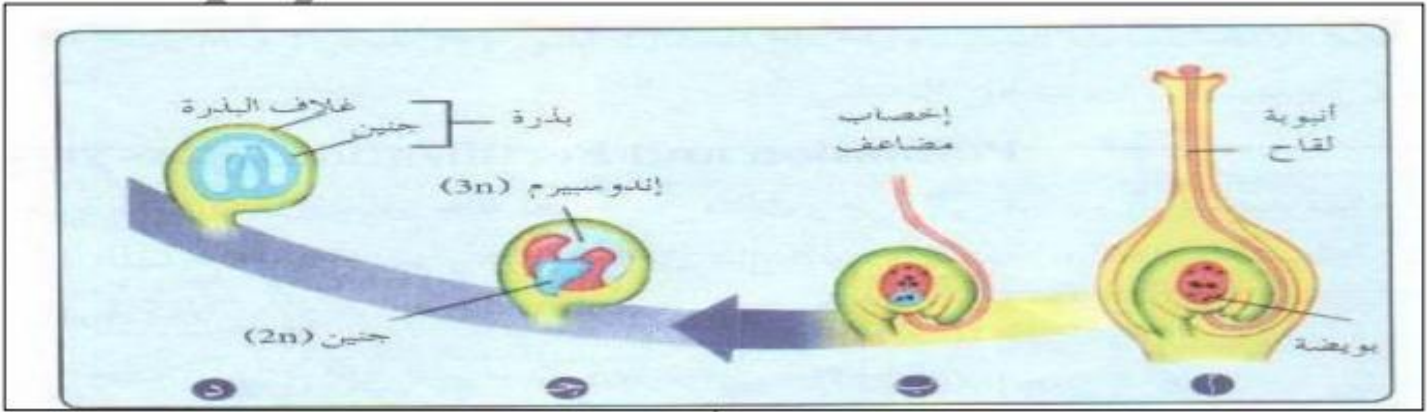 أنبوبة
لقاح
بويضة
أ
إخصاب
مضاعف
ب
إندوسبيرم (3n)
جنين (2n)
جـ
غلاف البذرة
جنين
بذرة
د